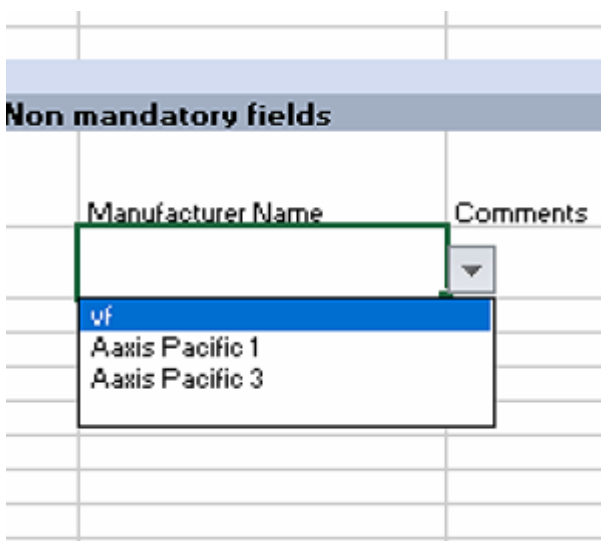 Non mandatory fields
Manufacturer Name Comments
vf
Aaxis Pacific 1
Aaxis Pacific 3